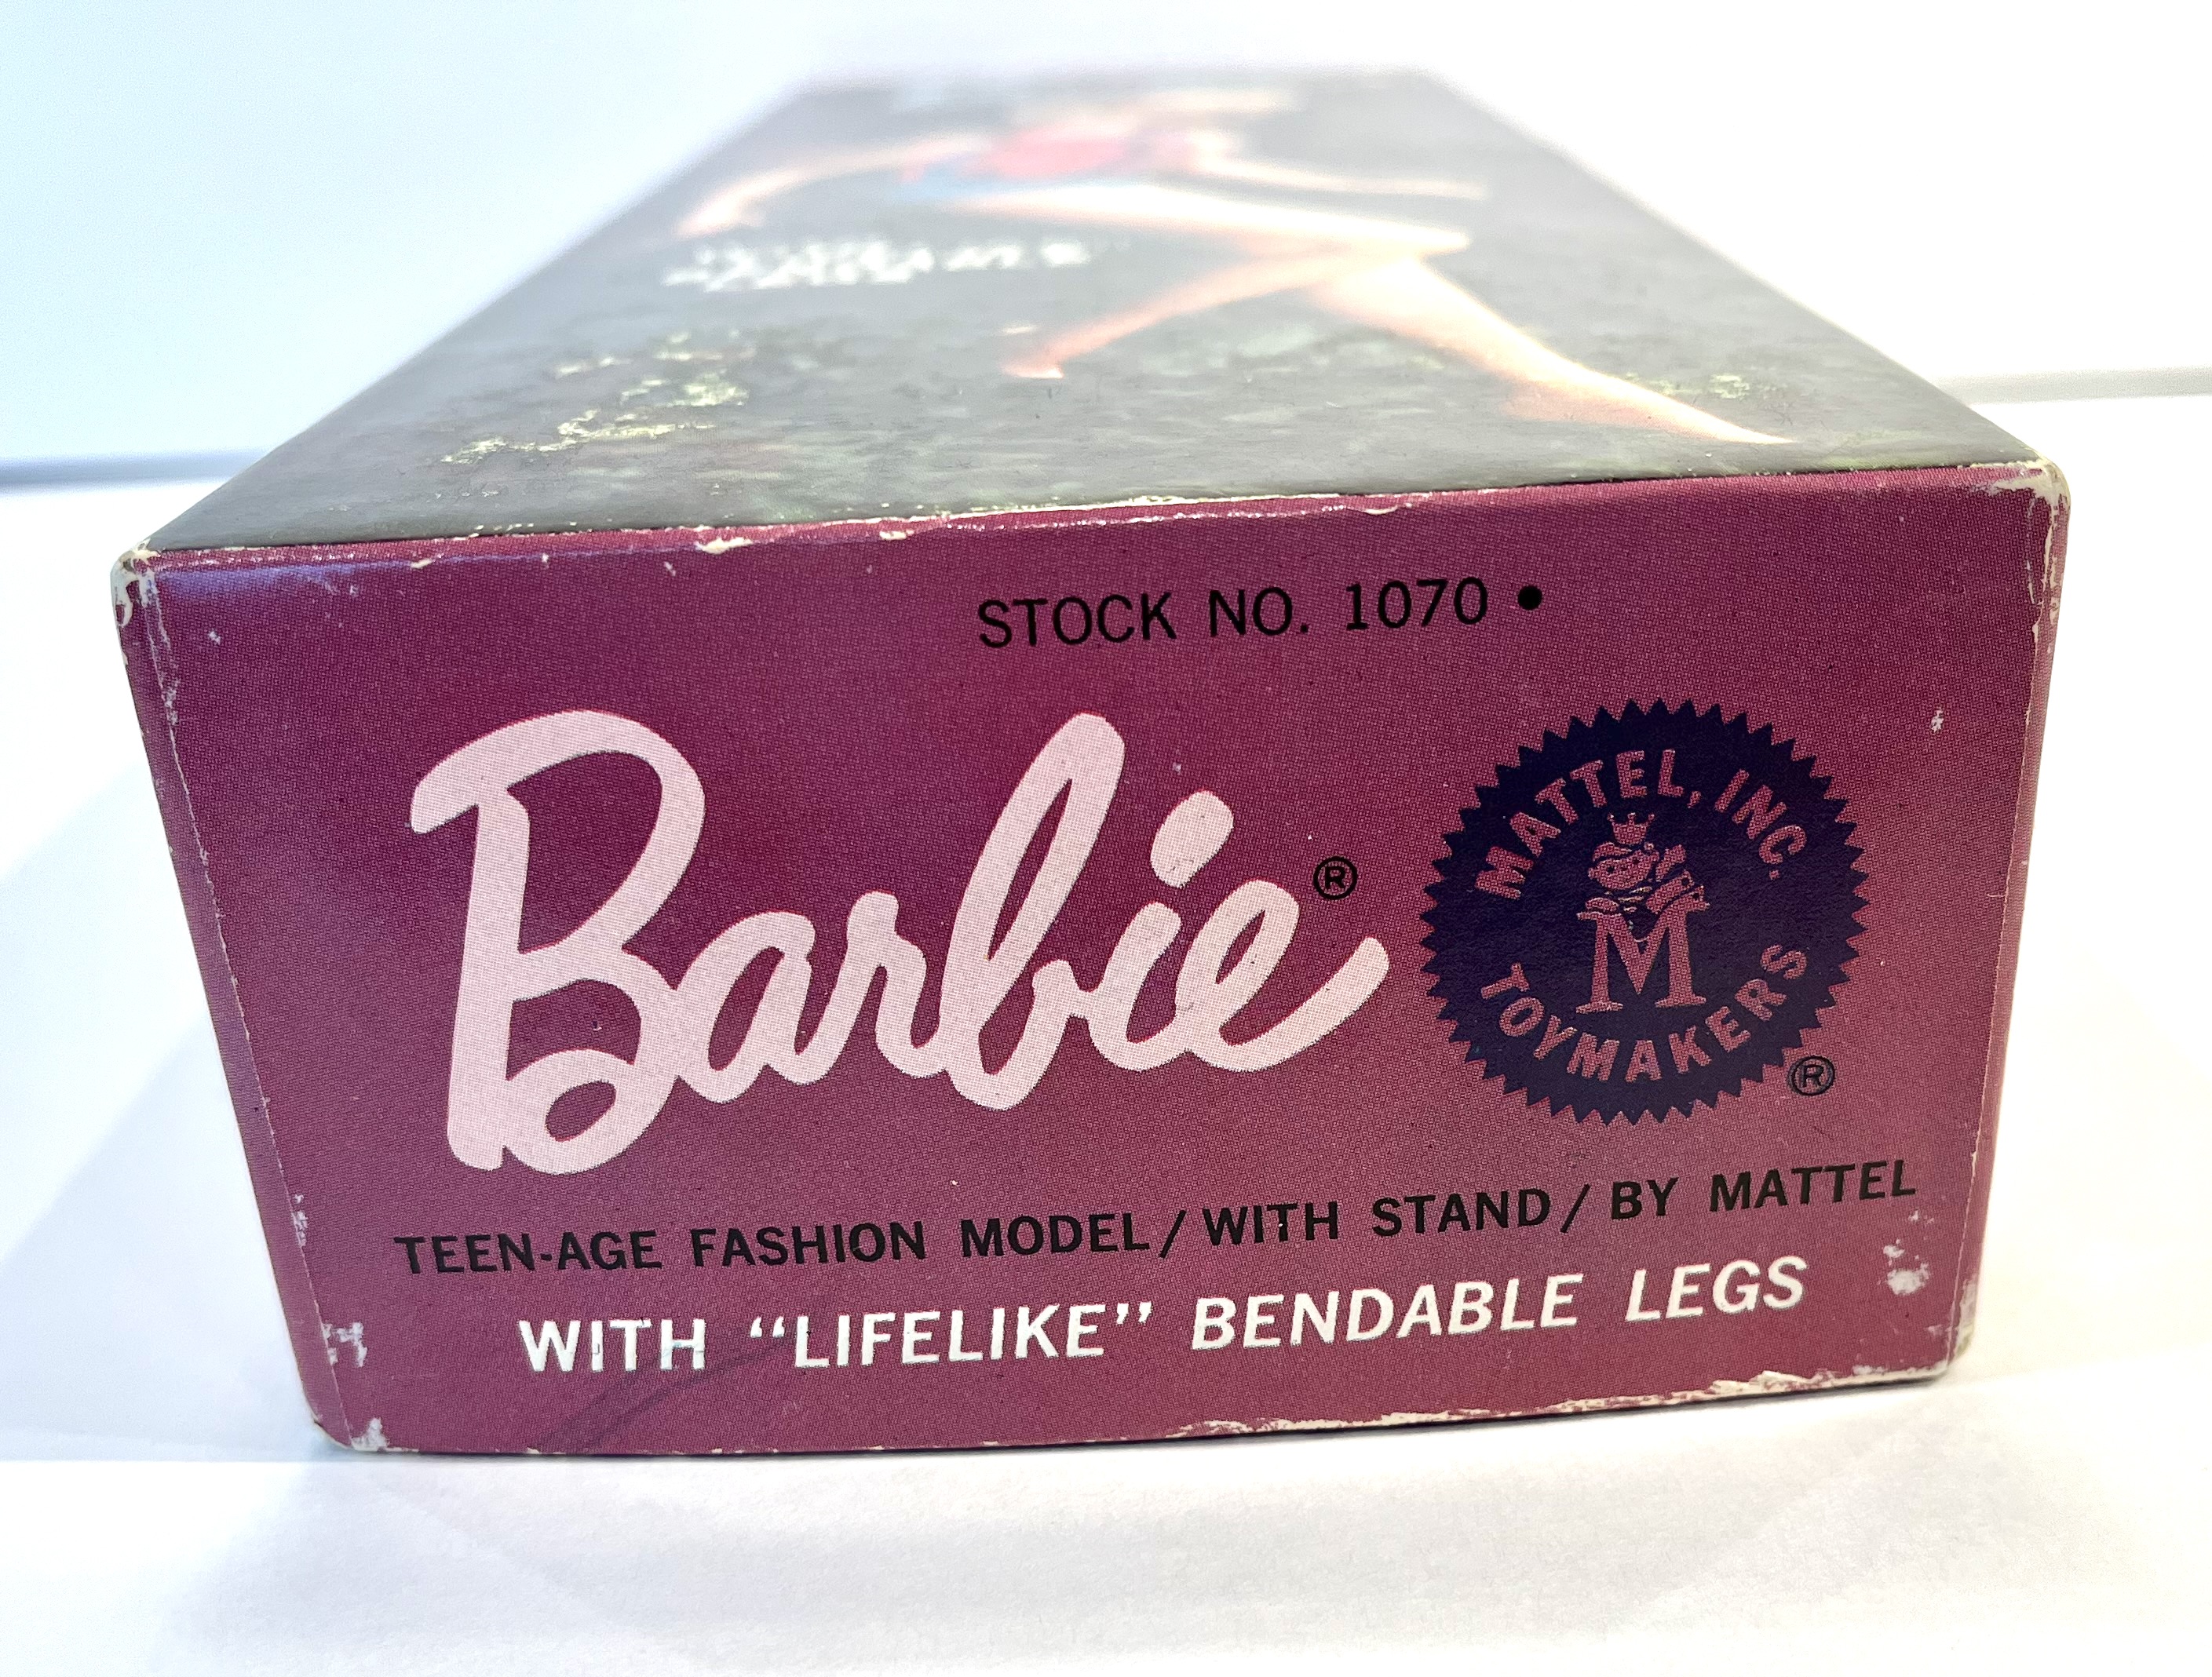 STOCK NO. 1070 •
Barbie®
MATTEL, INC.
M
TOYMAKERS
®
TEEN-AGE FASHION MODEL / WITH STAND / BY MATTEL
WITH “LIFELIKE” BENDABLE LEGS